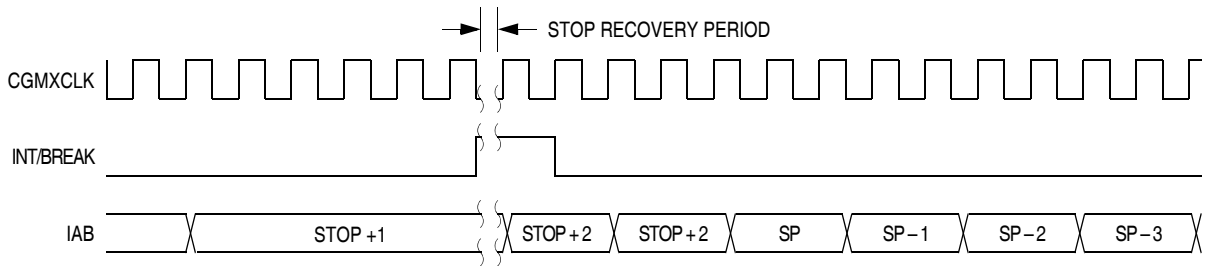 STOP RECOVERY PERIOD
CGMXCLK
INT/BREAK
IAB STOP +1 STOP + 2 STOP + 2 SP SP – 1 SP – 2 SP – 3